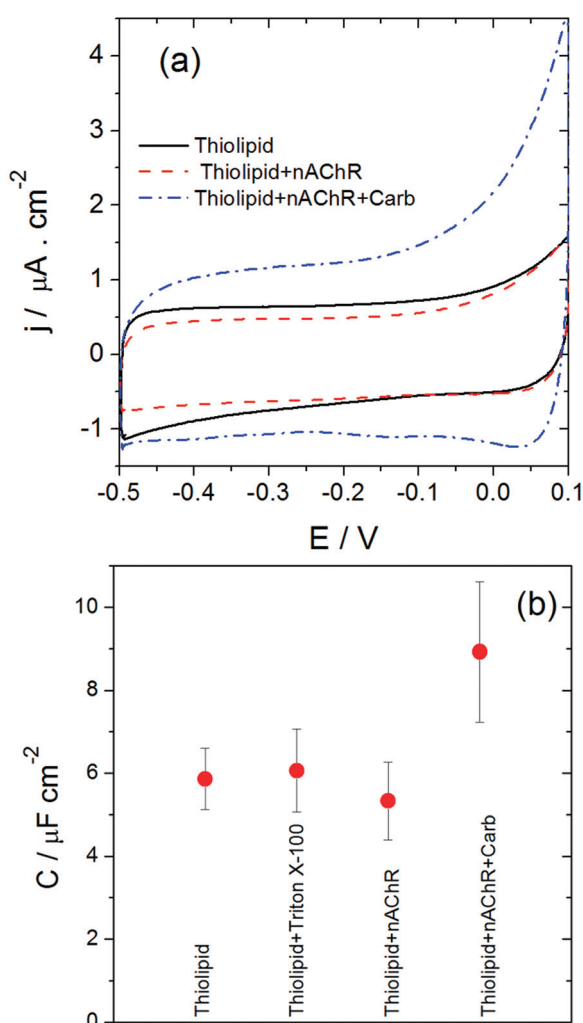 (a)
4
3
2
1
0
-1
j / μA . cm⁻²
Thiolipid
Thiolipid+nAChR
Thiolipid+nAChR+Carb
-0.5 -0.4 -0.3 -0.2 -0.1 0.0 0.1
E / V
(b)
10
8
6
4
2
0
C / μF cm⁻²
Thiolipid
Thiolipid+Triton X-100
Thiolipid+nAChR
Thiolipid+nAChR+Carb